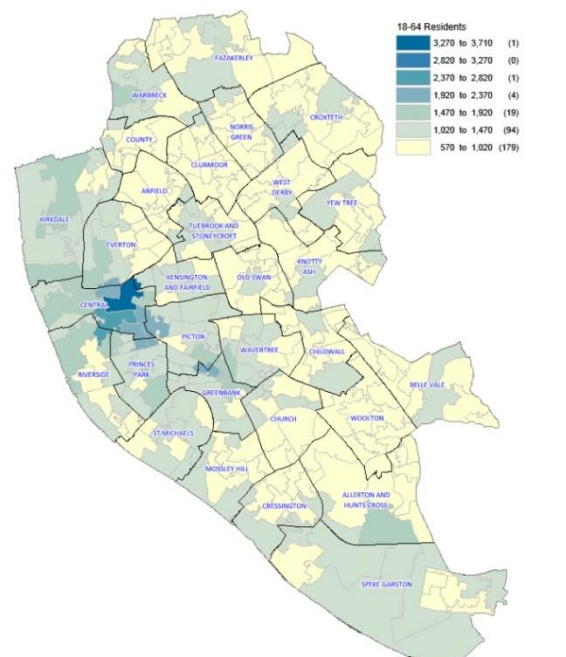 18-64 Residents
3,270 to 3,710 (1)
2,820 to 3,270 (0)
2,370 to 2,820 (1)
1,920 to 2,370 (4)
1,470 to 1,920 (19)
1,020 to 1,470 (94)
570 to 1,020 (179)
FAZAKERLEY
WARBRECK
CROXTETH
COUNTY
NORRIS
GREEN
CLUBMOOR
ANFIELD
WEST
DERBY
YEW TREE
KIRKDALE
TUEBROOK AND
STONEYCROFT
EVERTON
KNOTTY
ASH
KENSINGTON
AND FAIRFIELD
OLD SWAN
CENTRAL
PICTON
WAVERTREE
CHILDWALL
PRINCES
PARK
RIVERSIDE
BELLE VALE
GREENBANK
CHURCH
WOOLTON
ST.MICHAELS
MOSSLEY HILL
ALLERTON AND
HUNTS CROSS
CRESSINGTON
SPEKE GARSTON